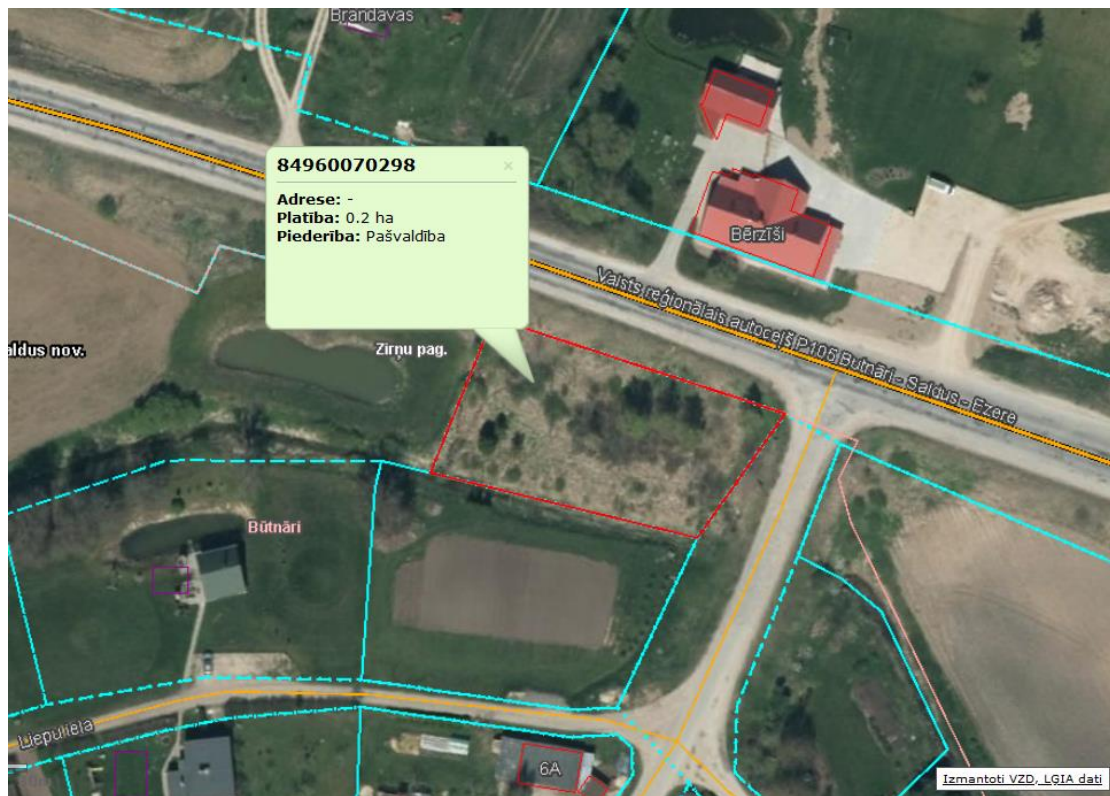 Brandavas
84960070298
×
Adrese: -
Platība: 0.2 ha
Piederība: Pašvaldība
Bērzīši
Valsts reģionālais autoceļš P105 Butnāri - Saldus - Ezere
aldus nov.
Zirņu pag.
Būtnāri
Liepu iela
6A
Izmantoti VZD, LĢIA dati